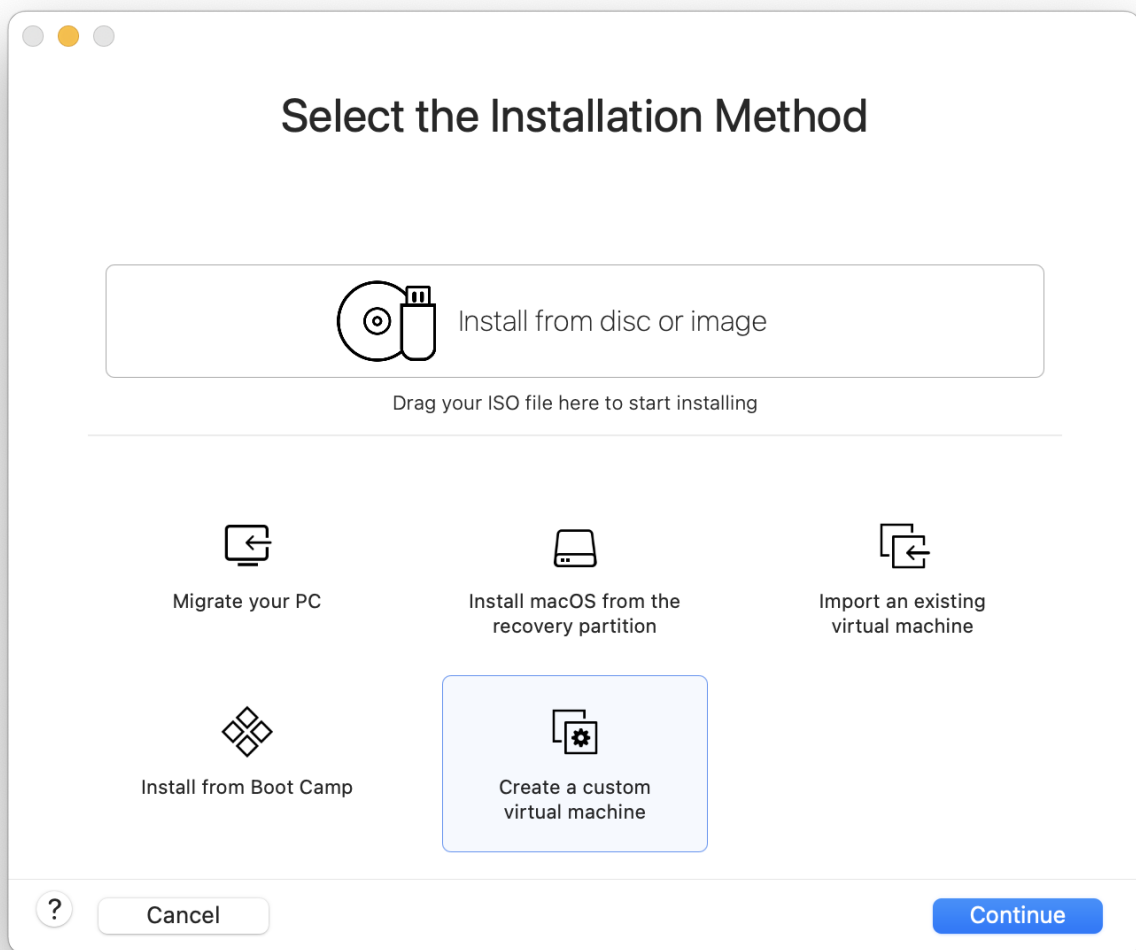 Select the Installation Method
Install from disc or image
Drag your ISO file here to start installing
Migrate your PC
Install macOS from the
recovery partition
Import an existing
virtual machine
Install from Boot Camp
Create a custom
virtual machine
?
Cancel
Continue